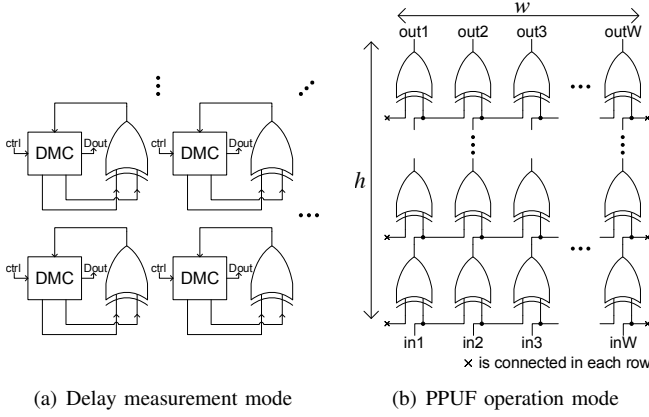 w
out1 out2 out3 outW
h
ctrl DMC Dout ctrl DMC Dout
ctrl DMC Dout ctrl DMC Dout
in1 in2 in3 inW
× is connected in each row
(a) Delay measurement mode (b) PPUF operation mode